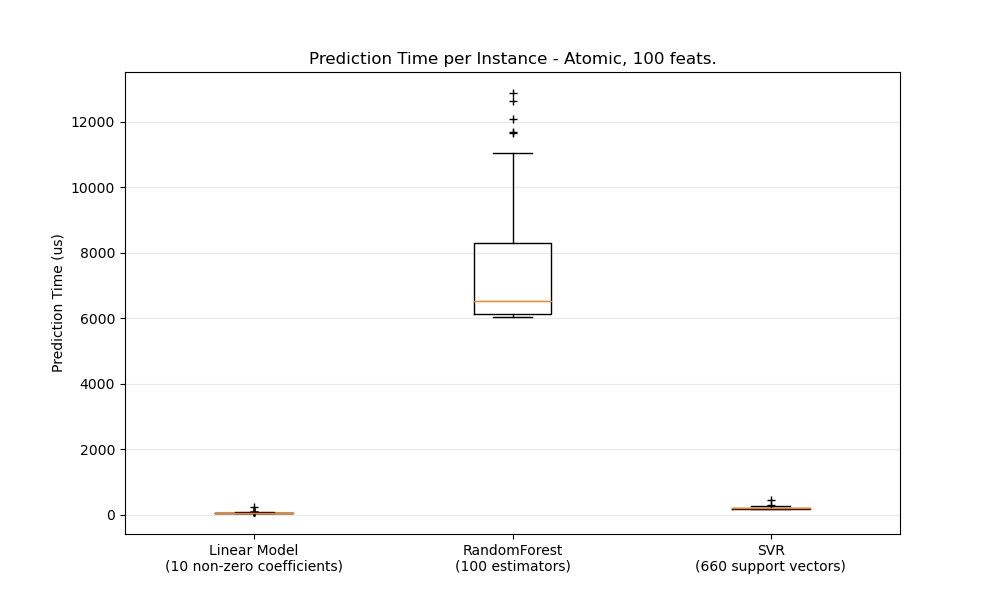 Prediction Time per Instance - Atomic, 100 feats.
Prediction Time (us)
12000
10000
8000
6000
4000
2000
0
Linear Model
(10 non-zero coefficients)
RandomForest
(100 estimators)
SVR
(660 support vectors)